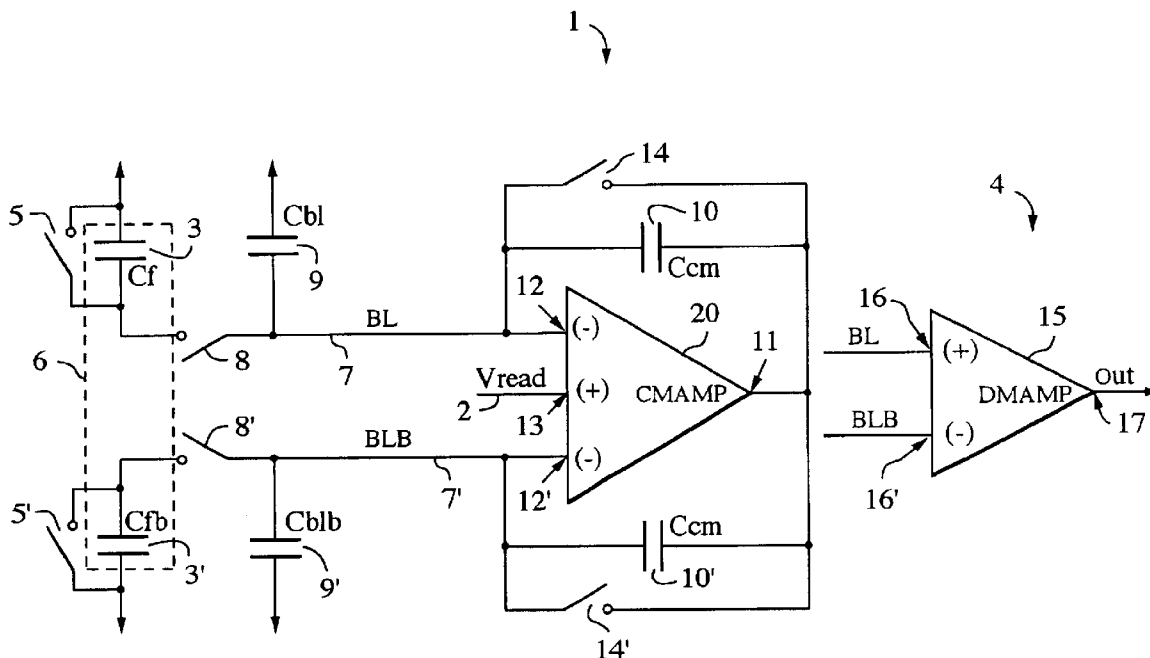 1
14
4
5
3
Cbl
10
Cf
9
Ccm
12
20
16
15
BL
(-)
11
BL
(+)
6
8
7
Vread
(+)
CMAMP
DMAMP
Out
2
13
8'
BLB
BLB
(-)
17
(-)
7'
12'
16'
5'
Cfb
Cblb
Ccm
3'
9'
10'
14'